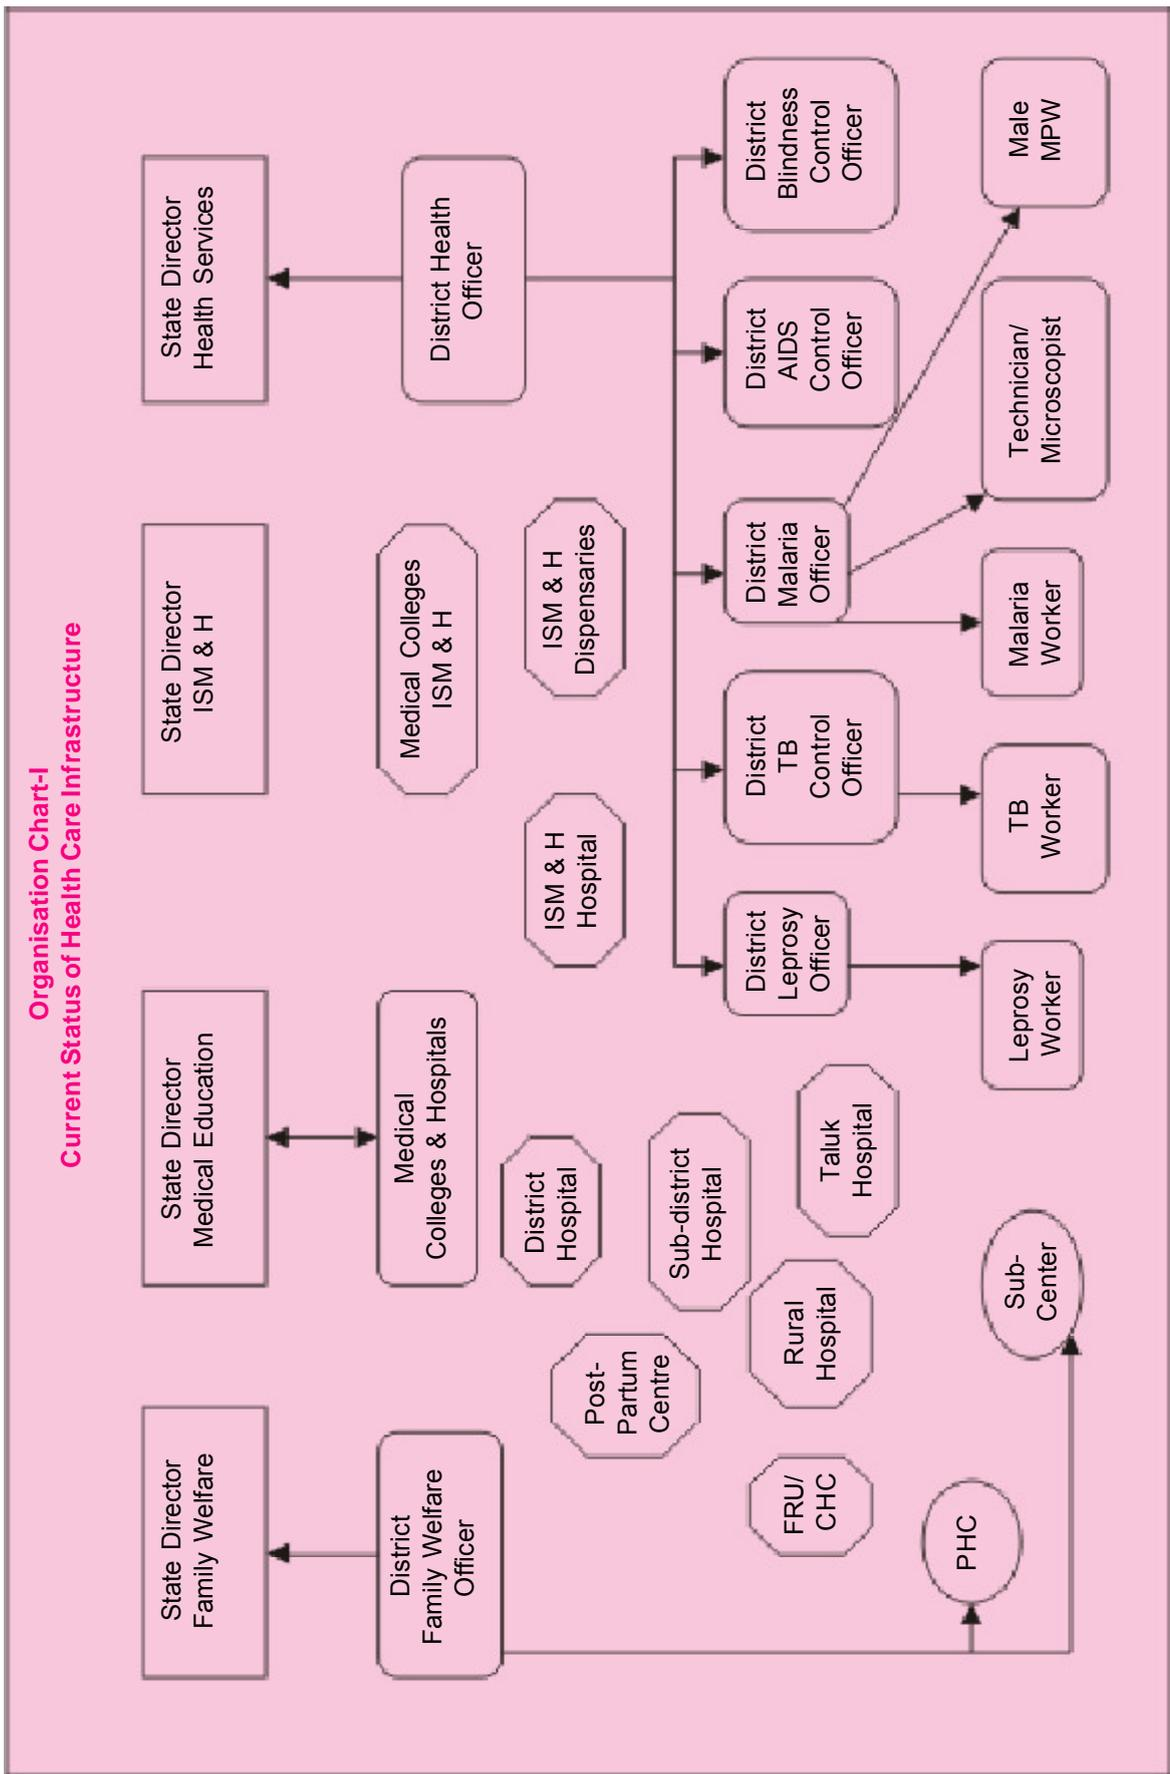 Organisation Chart-I
Current Status of Health Care Infrastructure
State Director
Family Welfare
State Director
Medical Education
State Director
ISM & H
State Director
Health Services
District
Family Welfare
Officer
Medical
Colleges & Hospitals
Medical Colleges
ISM & H
District Health
Officer
District
Hospital
ISM & H
Hospital
ISM & H
Dispensaries
Post-
Partum
Centre
Sub-district
Hospital
FRU/
CHC
Rural
Hospital
Taluk
Hospital
District
Leprosy
Officer
District
TB
Control
Officer
District
Malaria
Officer
District
AIDS
Control
Officer
District
Blindness
Control
Officer
PHC
Sub-
Center
Leprosy
Worker
TB
Worker
Malaria
Worker
Technician/
Microscopist
Male
MPW